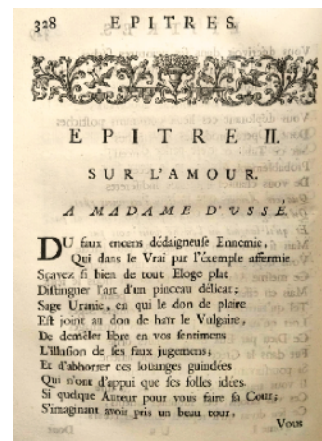 328 EPITRES.
EPITRE II.
SUR L'AMOUR.
A MADAME D'USSE.
DU faux encens dédaigneuse Ennemie,
Qui dans le Vrai par l'éxemple affermie
Sçavez si bien de tout Eloge plat
Distinguer l'art d'un pinceau délicat;
Sage Uranie, en qui le don de plaire
Est joint au don de haïr le Vulgaire,
De demêler libre en vos sentimens
L'illusion de ses faux jugemens;
Et d'abhorrer ces louanges guindées
Qui n'ont d'appui que ses folles idées.
Si quelque Auteur pour vous faire sa Cour;
S'imaginant avoir pris un beau tour,
Vous